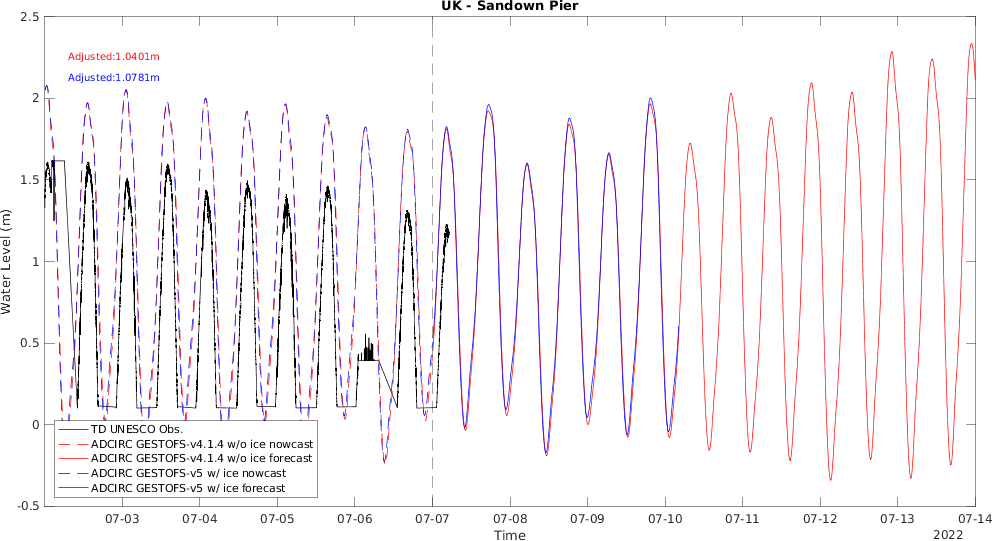 UK - Sandown Pier
2.5
2
1.5
1
0.5
0
-0.5
Water Level (m)
Adjusted:1.0401m
Adjusted:1.0781m
TD UNESCO Obs.
ADCIRC GESTOFS-v4.1.4 w/o ice nowcast
ADCIRC GESTOFS-v4.1.4 w/o ice forecast
ADCIRC GESTOFS-v5 w/ ice nowcast
ADCIRC GESTOFS-v5 w/ ice forecast
07-03 07-04 07-05 07-06 07-07 07-08 07-09 07-10 07-11 07-12 07-13 07-14
Time
2022